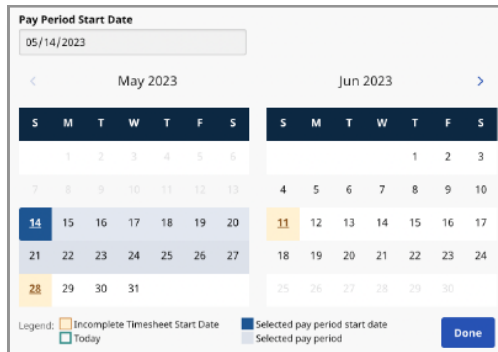 Pay Period Start Date
05/14/2023
May 2023 Jun 2023
S M T W T F S S M T W T F S
1 2 3 4 5 6 1 2 3
7 8 9 10 11 12 13 4 5 6 7 8 9 10
14 15 16 17 18 19 20 11 12 13 14 15 16 17
21 22 23 24 25 26 27 18 19 20 21 22 23 24
28 29 30 31 25 26 27 28 29 30
Legend: Incomplete Timesheet Start Date Selected pay period start date
Today Selected pay period
Done